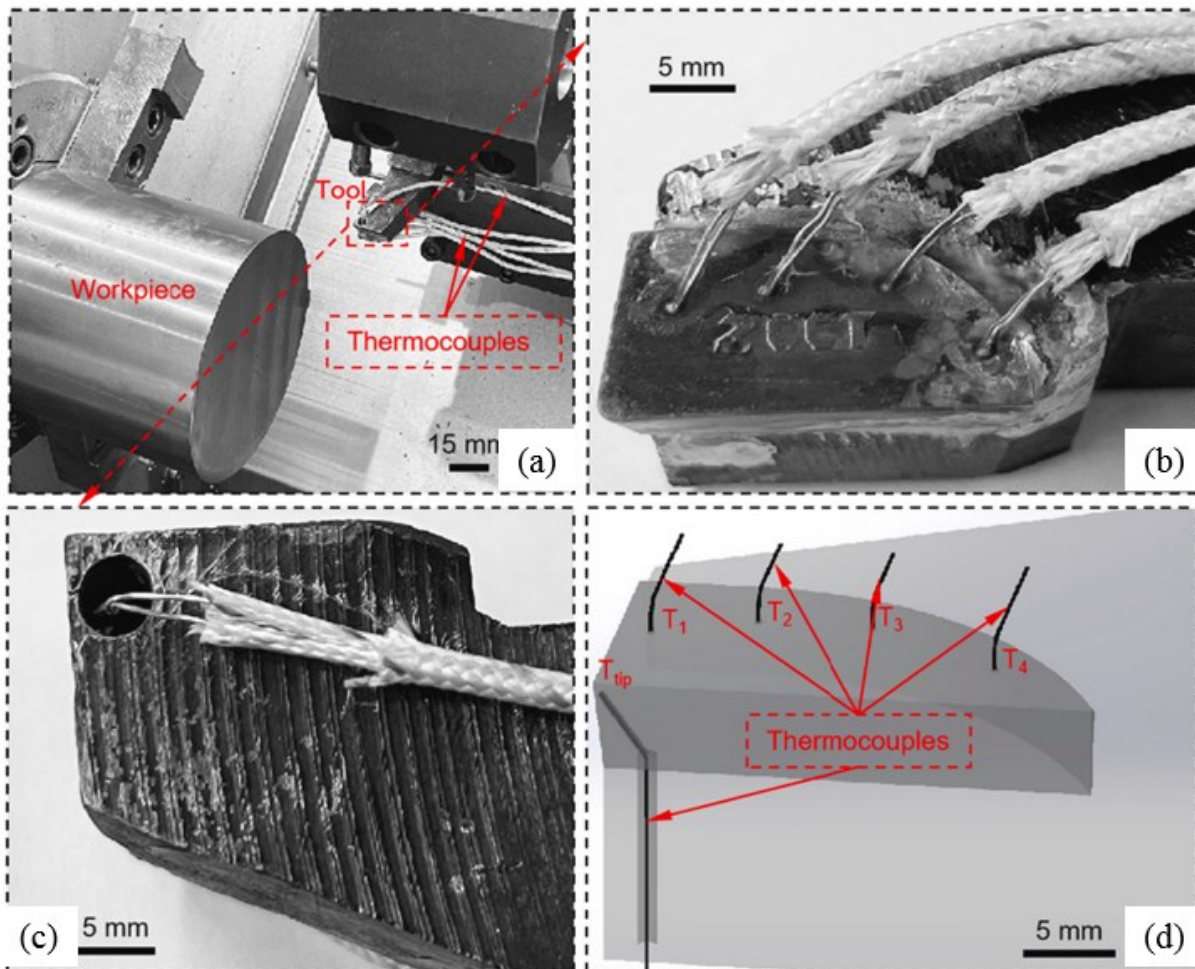 Tool
Workpiece
Thermocouples
15 mm
(a)
5 mm
(b)
5 mm
(c)
T1
T2
T3
T4
Ttip
Thermocouples
5 mm
(d)